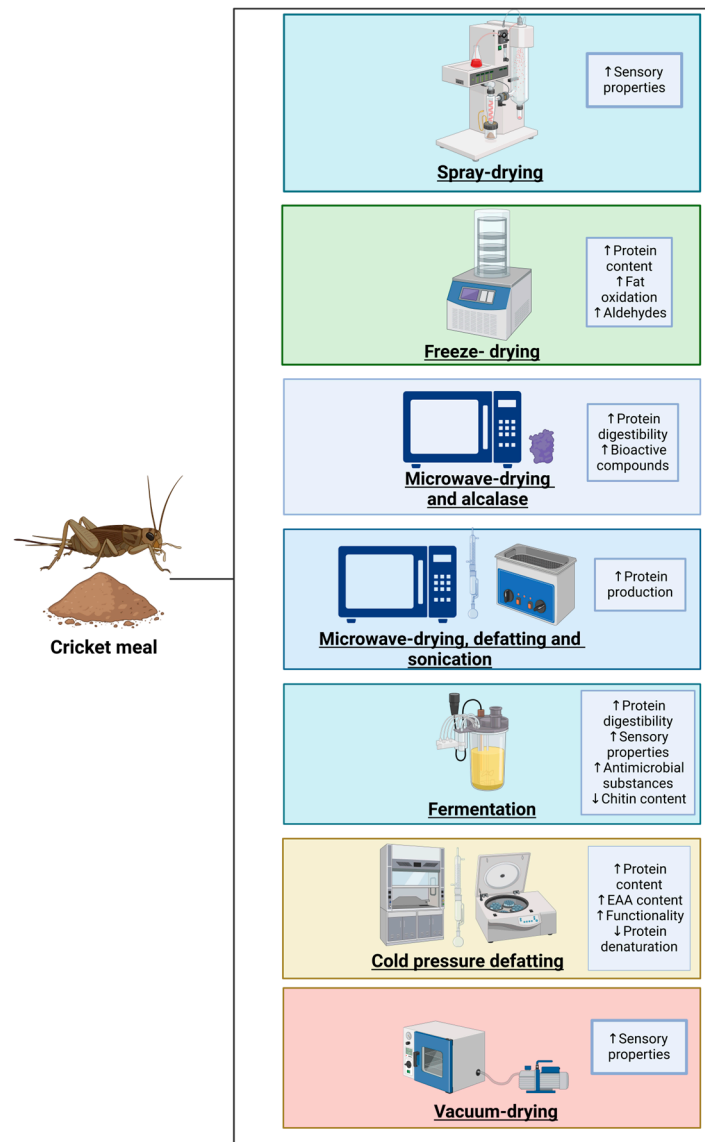 ↑Sensory
properties
Spray-drying
↑Protein
content
↑Fat
oxidation
↑Aldehydes
Freeze- drying
↑Protein
digestibility
↑Bioactive
compounds
Microwave-drying
and alcalase
↑Protein
production
Microwave-drying, defatting and
sonication
Cricket meal
↑Protein
digestibility
↑Sensory
properties
↑Antimicrobial
substances
↓Chitin content
Fermentation
↑Protein
content
↑EAA content
↑Functionality
↓Protein
denaturation
Cold pressure defatting
↑Sensory
properties
Vacuum-drying